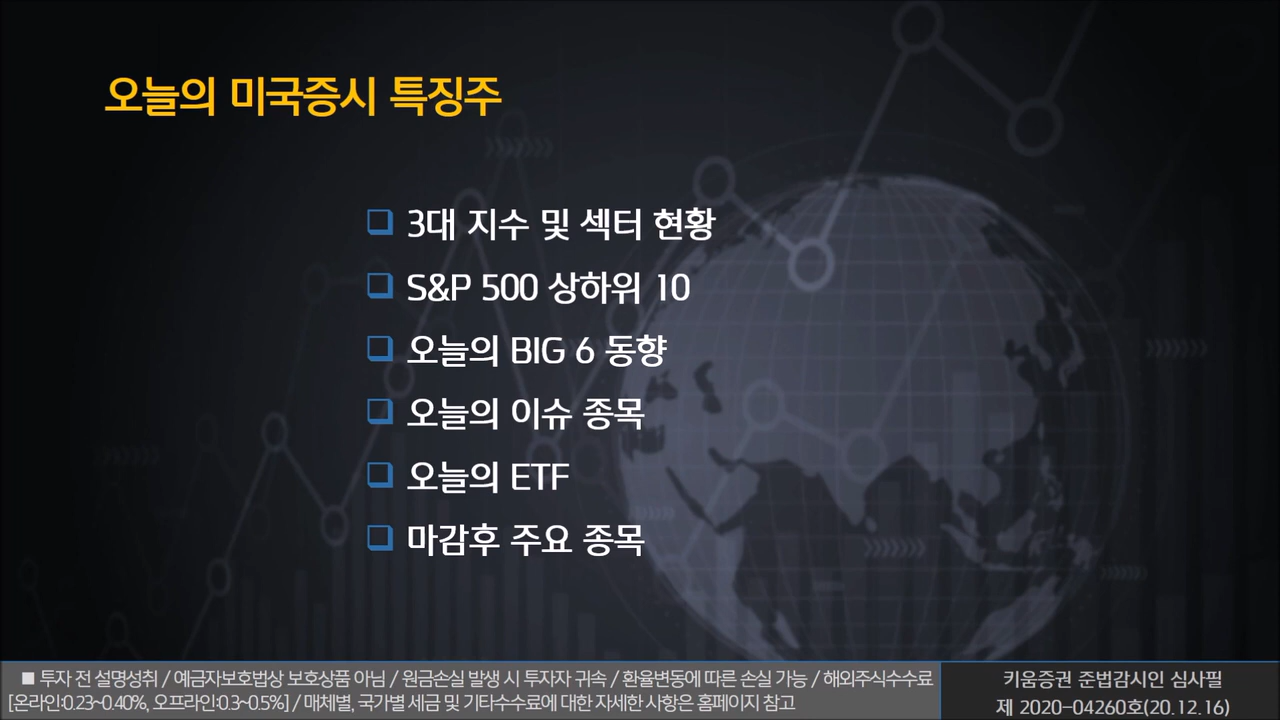 오늘의 미국증시 특징주
❑ 3대 지수 및 섹터 현황
❑ S&P 500 상하위 10
❑ 오늘의 BIG 6 동향
❑ 오늘의 이슈 종목
❑ 오늘의 ETF
❑ 마감후 주요 종목
■ 투자 전 설명성취 / 예금자보호법상 보호상품 아님 / 원금손실 발생 시 투자자 귀속 / 환율변동에 따른 손실 가능 / 해외주식수수료
[온라인:0.23~0.40%, 오프라인:0.3~0.5%] / 매체별, 국가별 세금 및 기타수수료에 대한 자세한 사항은 홈페이지 참고
키움증권 준법감시인 심사필
제 2020-04260호(20.12.16)